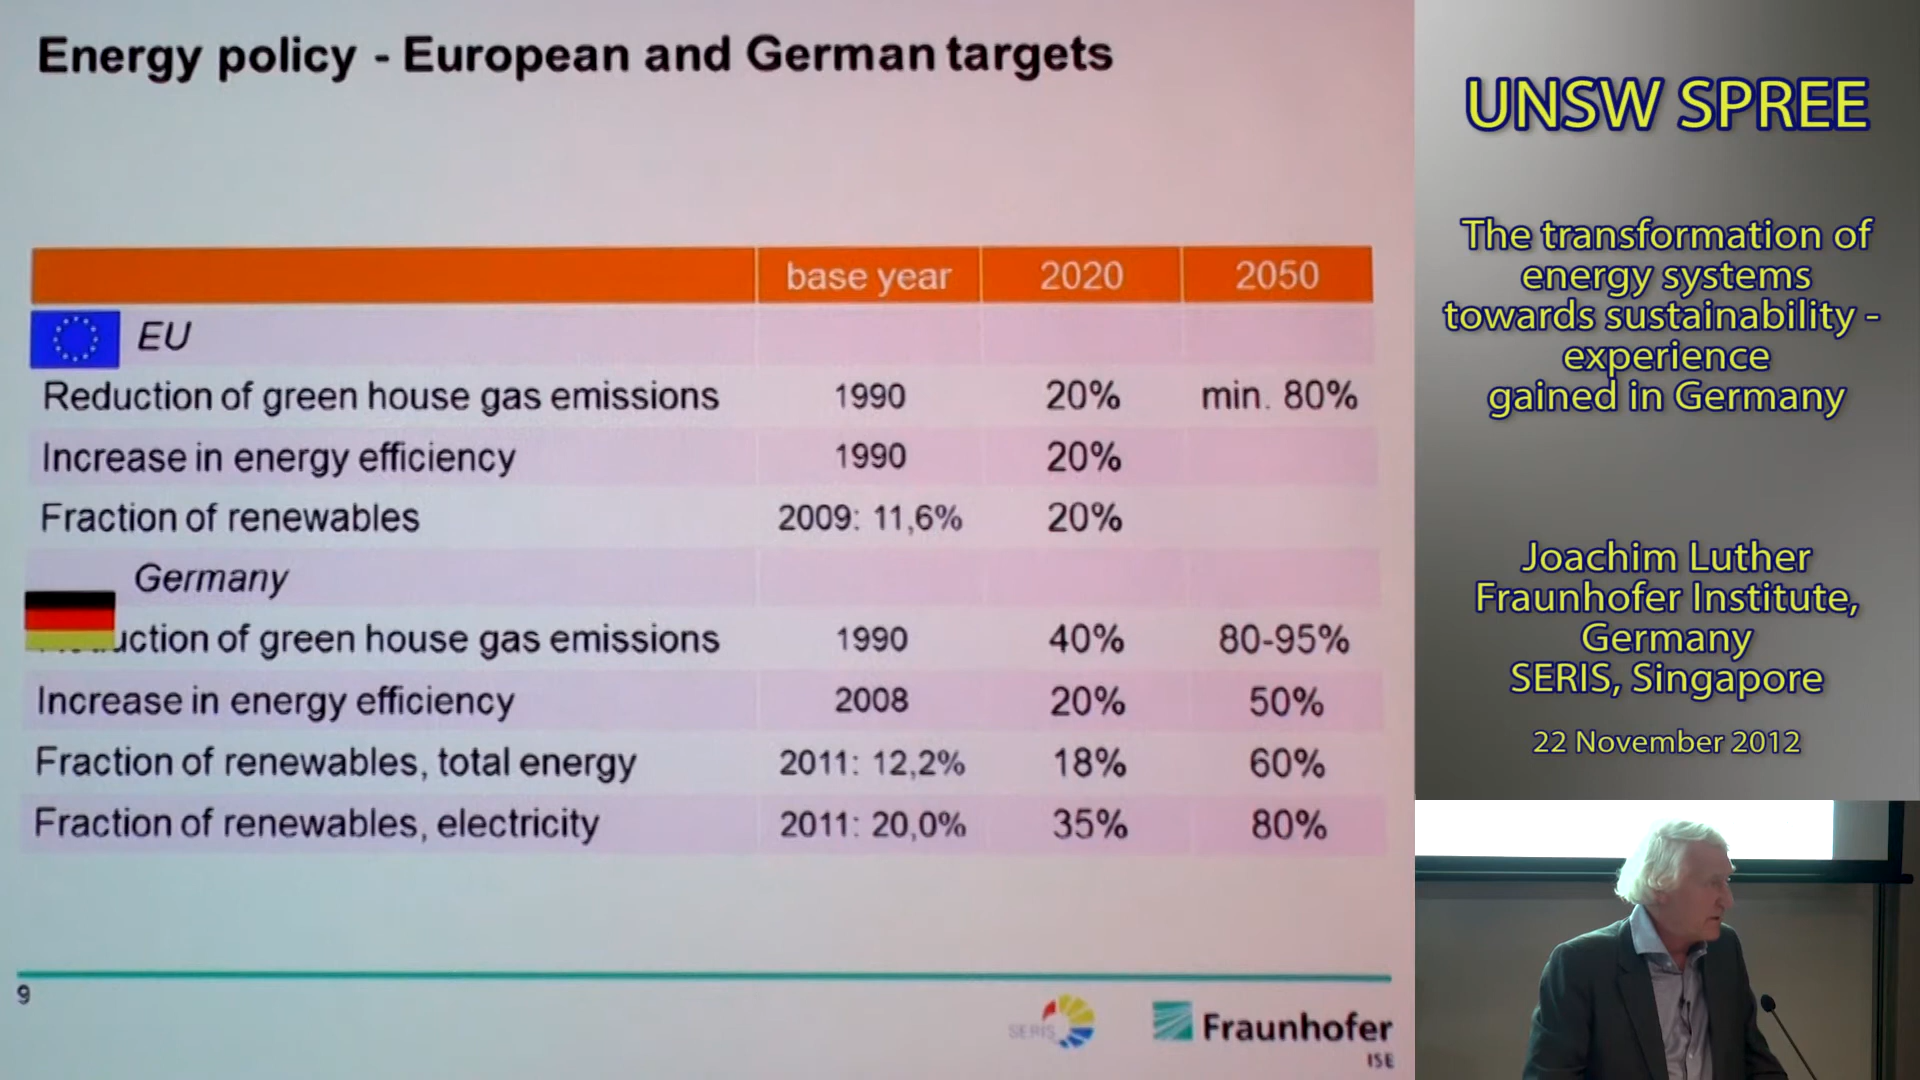 Energy policy - European and German targets
base year 2020 2050
EU
Reduction of green house gas emissions 1990 20% min. 80%
Increase in energy efficiency 1990 20%
Fraction of renewables 2009: 11,6% 20%
Germany
uction of green house gas emissions 1990 40% 80-95%
Increase in energy efficiency 2008 20% 50%
Fraction of renewables, total energy 2011: 12,2% 18% 60%
Fraction of renewables, electricity 2011: 20,0% 35% 80%
9
SERIS
Fraunhofer
ISE
UNSW SPREE
The transformation of
energy systems
towards sustainability -
experience
gained in Germany
Joachim Luther
Fraunhofer Institute,
Germany
SERIS, Singapore
22 November 2012